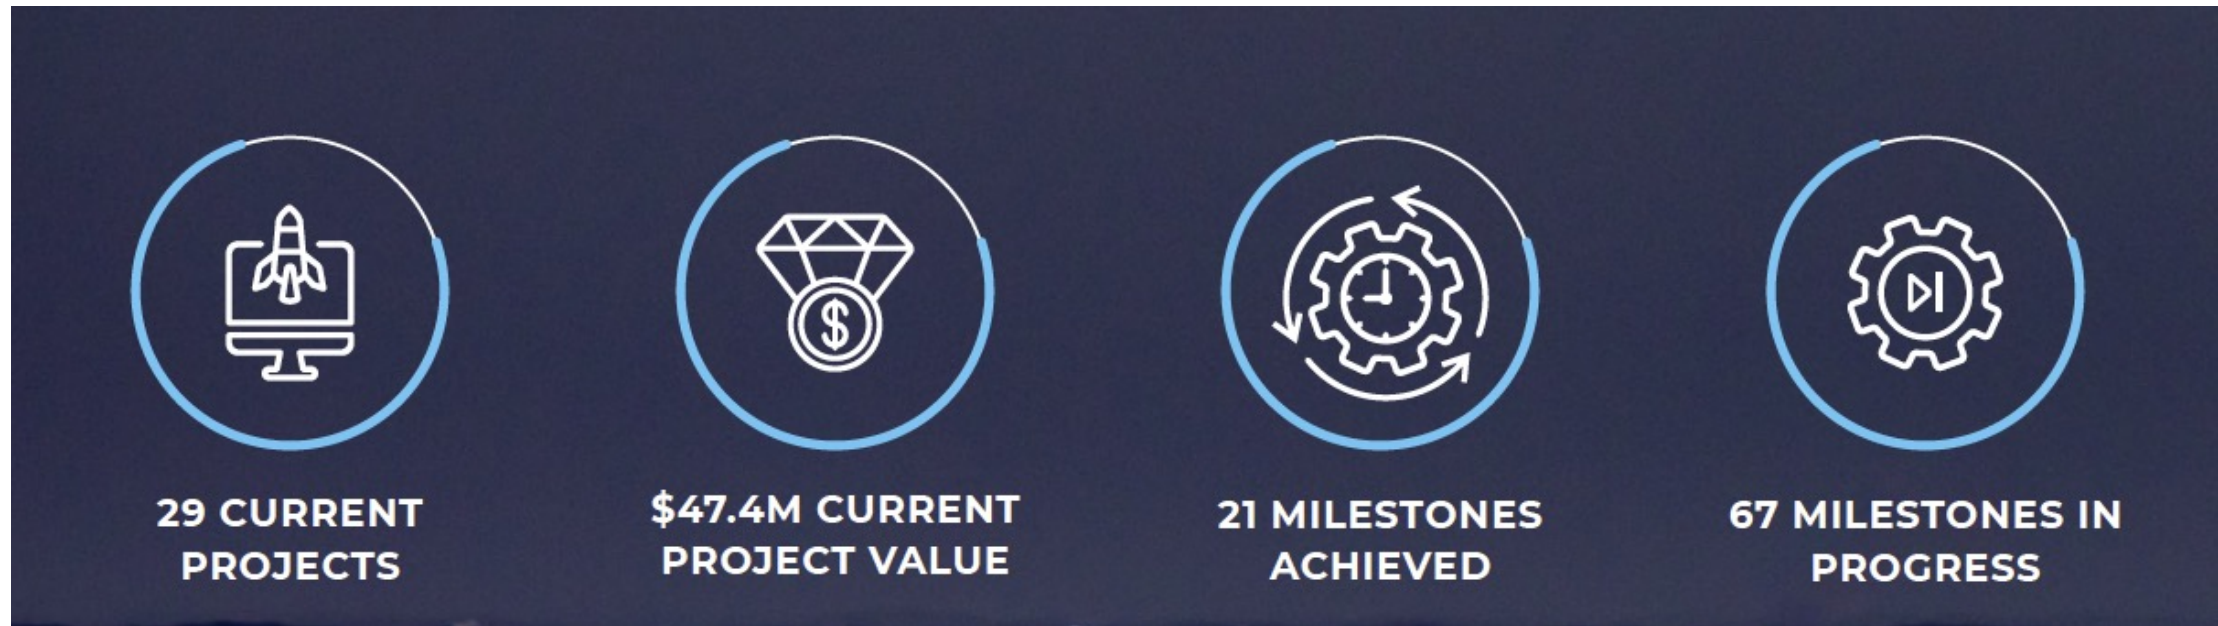 29 CURRENT
PROJECTS
$47.4M CURRENT
PROJECT VALUE
21 MILESTONES
ACHIEVED
67 MILESTONES IN
PROGRESS